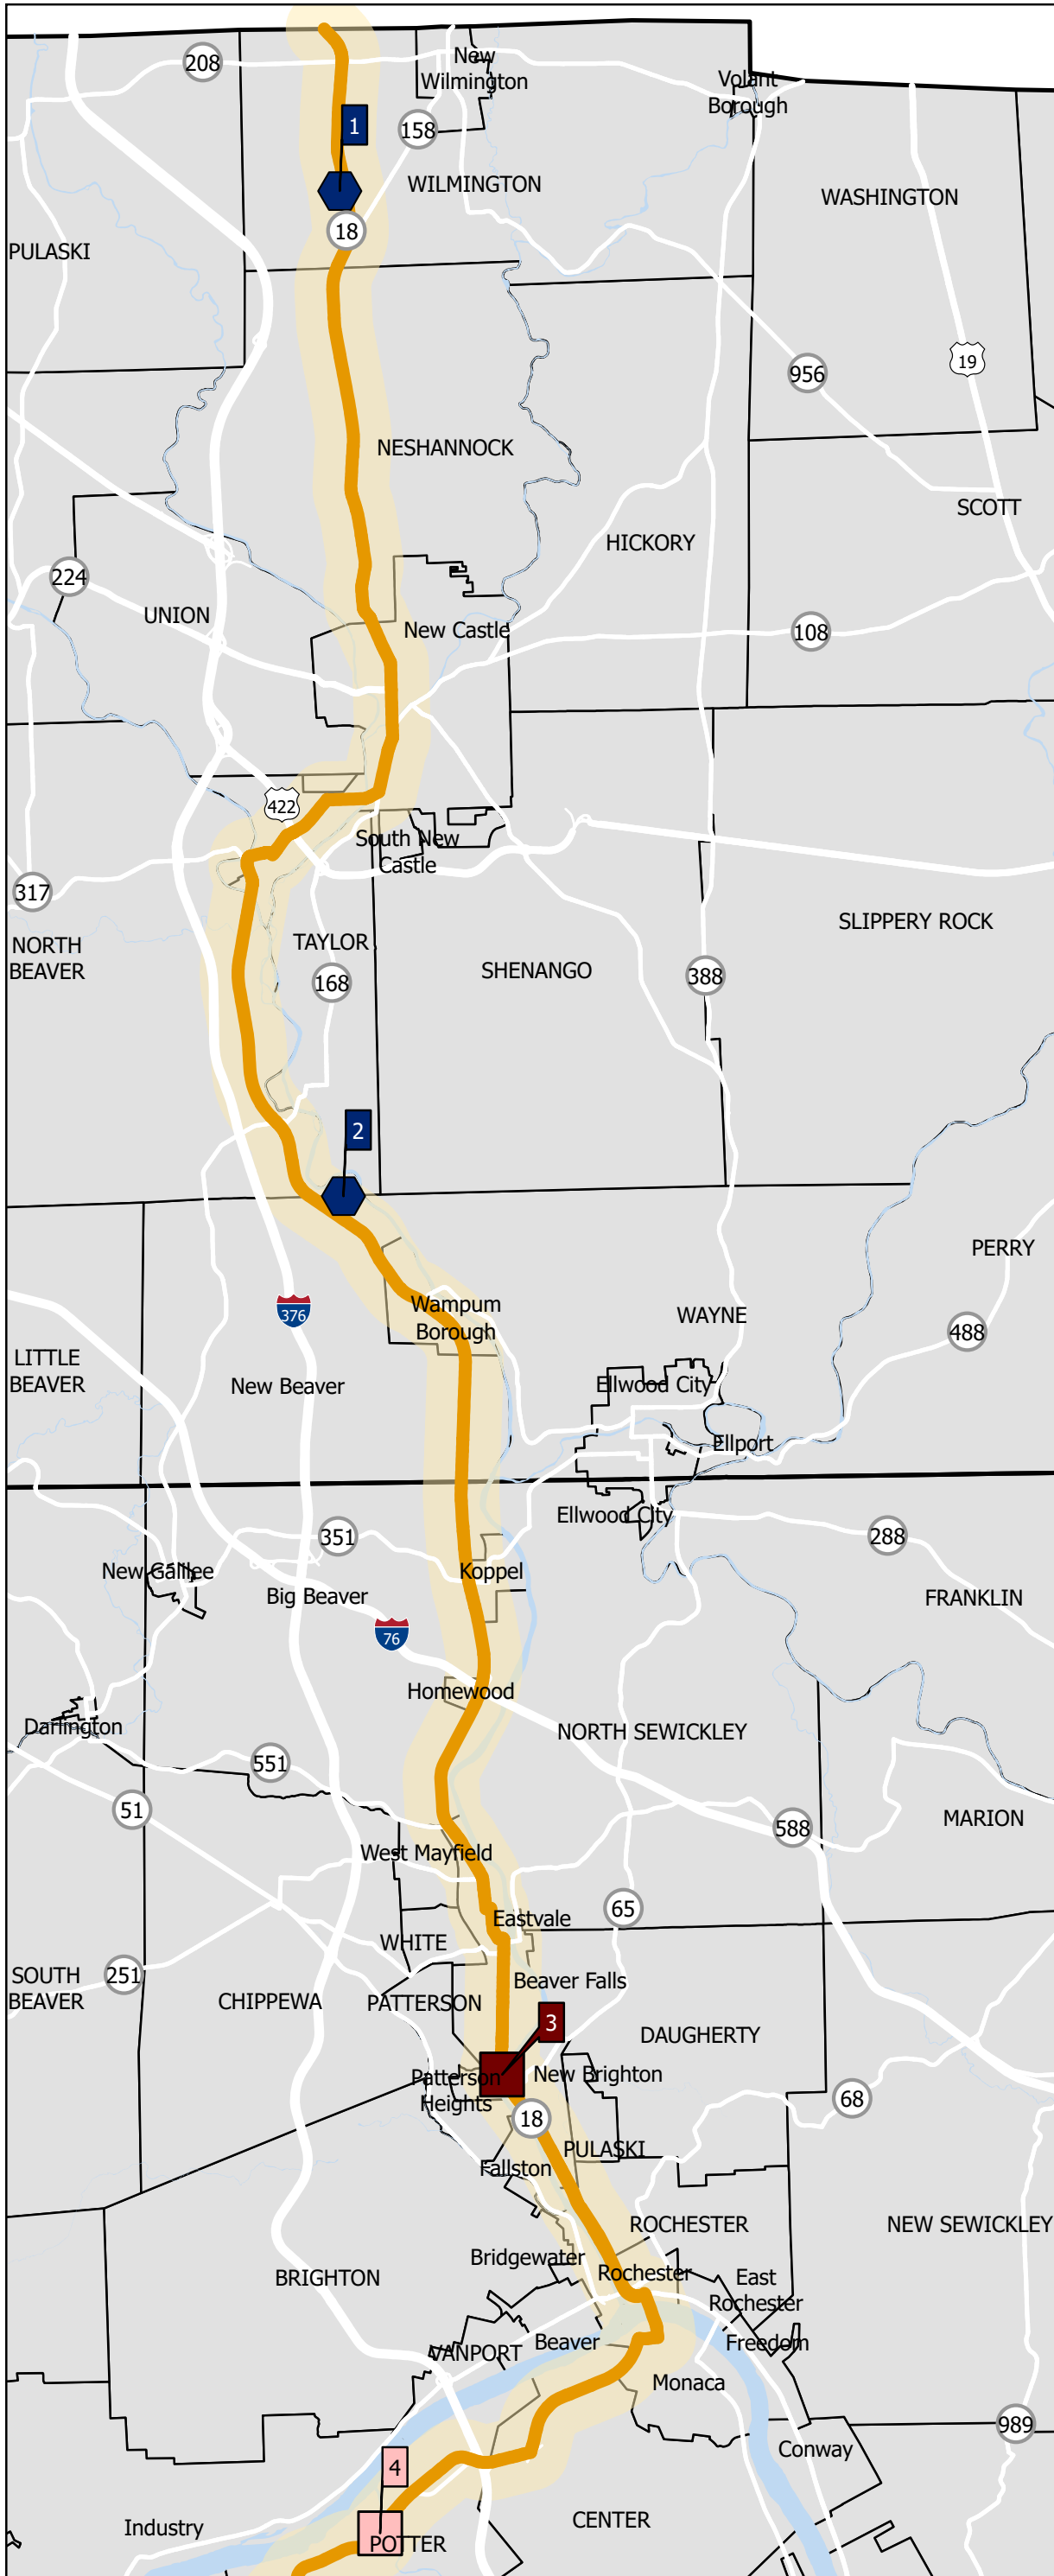 208
New
Wilmington
Volant
Borough
1
158
WILMINGTON
WASHINGTON
18
PULASKI
956
19
NESHANNOCK
SCOTT
HICKORY
224
UNION
New Castle
108
422
South New
Castle
317
SLIPPERY ROCK
NORTH
BEAVER
TAYLOR
SHENANGO
168
388
2
PERRY
376
Wampum
Borough
WAYNE
488
LITTLE
BEAVER
New Beaver
Ellwood City
Ellport
Ellwood City
351
288
New Galilee
Koppel
Big Beaver
FRANKLIN
76
Homewood
Darlington
NORTH SEWICKLEY
551
51
MARION
588
West Mayfield
65
Eastvale
WHITE
SOUTH
BEAVER
251
Beaver Falls
CHIPPEWA
PATTERSON
3
DAUGHERTY
Patterson
Heights
New Brighton
68
18
PULASKI
Fallston
ROCHESTER
NEW SEWICKLEY
Bridgewater
Rochester
BRIGHTON
East
Rochester
Beaver
Freedom
VANPORT
Monaca
989
Conway
4
CENTER
Industry
POTTER